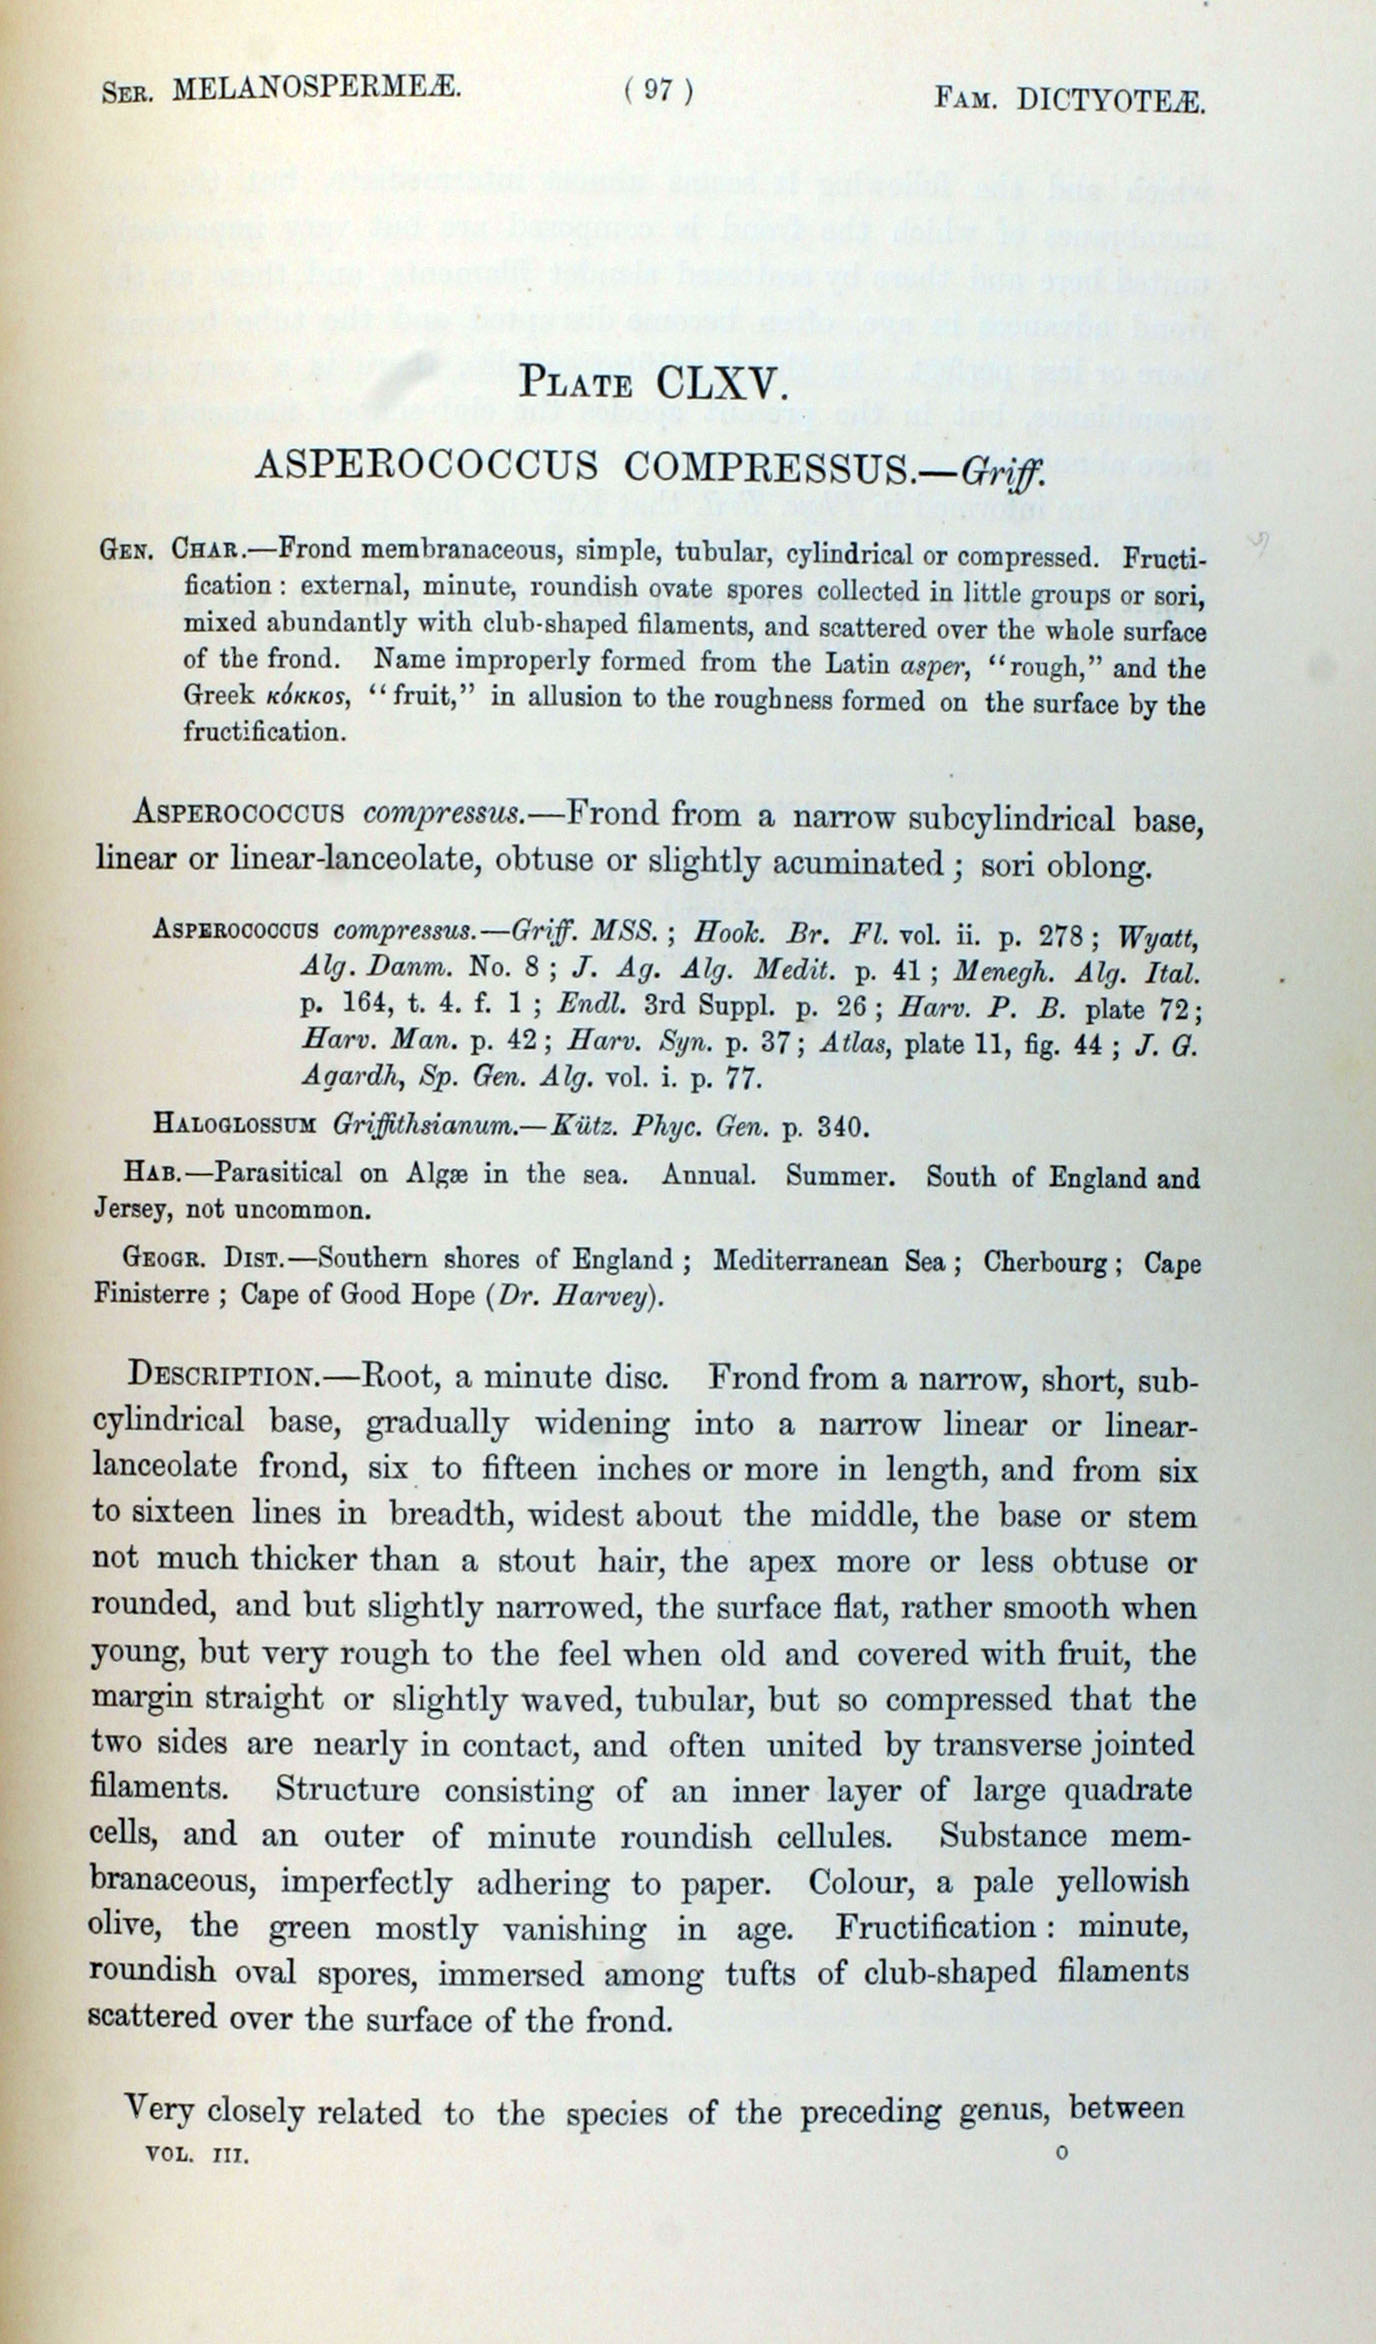 Ser. MELANOSPERMEÆ. ( 97 ) Fam. DICTYOTEÆ.
Plate CLXV.
ASPEROCOCCUS COMPRESSUS.—Griff.
Gen. Char.—Frond membranaceous, simple, tubular, cylindrical or compressed. Fructi-
fication : external, minute, roundish ovate spores collected in little groups or sori,
mixed abundantly with club-shaped filaments, and scattered over the whole surface
of the frond. Name improperly formed from the Latin asper, “rough,” and the
Greek κόκκος, “fruit,” in allusion to the roughness formed on the surface by the
fructification.
Asperococcus compressus.—Frond from a narrow subcylindrical base,
linear or linear-lanceolate, obtuse or slightly acuminated ; sori oblong.
Asperococcus compressus.—Griff. MSS. ; Hook. Br. Fl. vol. ii. p. 278 ; Wyatt,
Alg. Danm. No. 8 ; J. Ag. Alg. Medit. p. 41 ; Menegh. Alg. Ital.
p. 164, t. 4. f. 1 ; Endl. 3rd Suppl. p. 26 ; Harv. P. B. plate 72 ;
Harv. Man. p. 42 ; Harv. Syn. p. 37 ; Atlas, plate 11, fig. 44 ; J. G.
Agardh, Sp. Gen. Alg. vol. i. p. 77.
Haloglossum Griffithsianum.—Kütz. Phyc. Gen. p. 340.
Hab.—Parasitical on Algæ in the sea. Annual. Summer. South of England and
Jersey, not uncommon.
Geogr. Dist.—Southern shores of England ; Mediterranean Sea ; Cherbourg ; Cape
Finisterre ; Cape of Good Hope (Dr. Harvey).
Description.—Root, a minute disc. Frond from a narrow, short, sub-
cylindrical base, gradually widening into a narrow linear or linear-
lanceolate frond, six to fifteen inches or more in length, and from six
to sixteen lines in breadth, widest about the middle, the base or stem
not much thicker than a stout hair, the apex more or less obtuse or
rounded, and but slightly narrowed, the surface flat, rather smooth when
young, but very rough to the feel when old and covered with fruit, the
margin straight or slightly waved, tubular, but so compressed that the
two sides are nearly in contact, and often united by transverse jointed
filaments. Structure consisting of an inner layer of large quadrate
cells, and an outer of minute roundish cellules. Substance mem-
branaceous, imperfectly adhering to paper. Colour, a pale yellowish
olive, the green mostly vanishing in age. Fructification : minute,
roundish oval spores, immersed among tufts of club-shaped filaments
scattered over the surface of the frond.
Very closely related to the species of the preceding genus, between
VOL. III. O